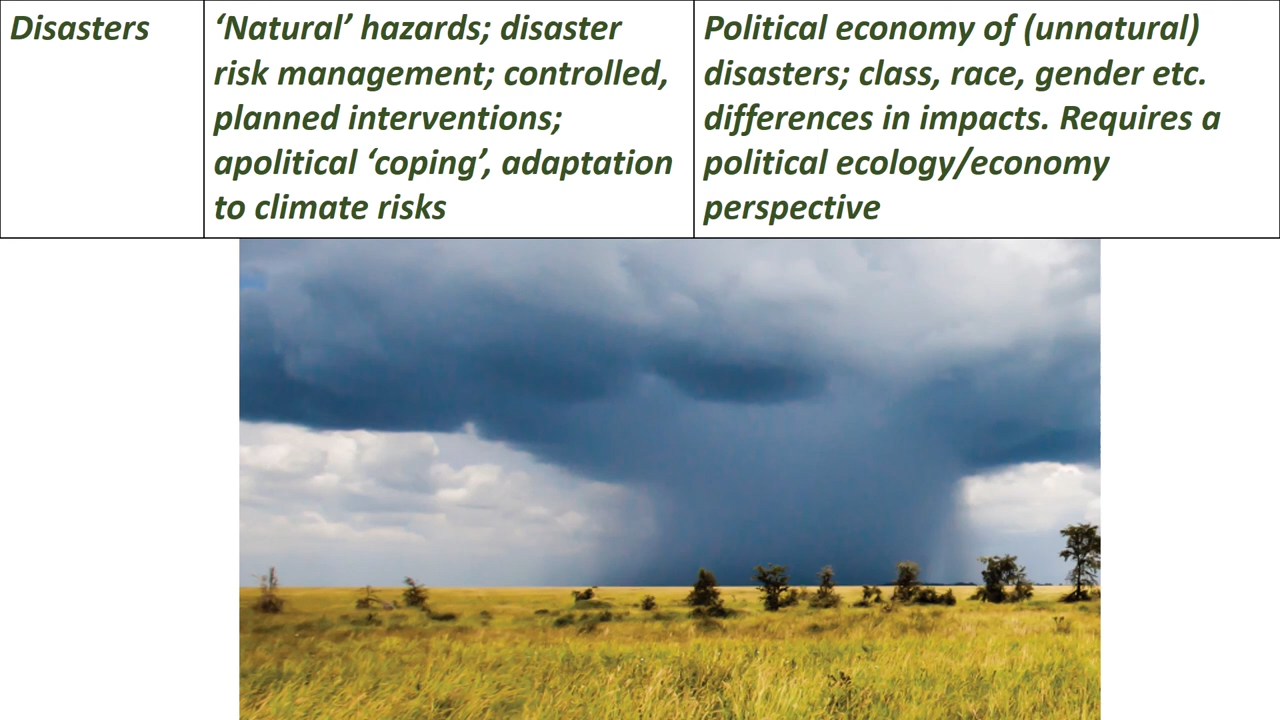 Disasters
‘Natural’ hazards; disaster
risk management; controlled,
planned interventions;
apolitical ‘coping’, adaptation
to climate risks
Political economy of (unnatural)
disasters; class, race, gender etc.
differences in impacts. Requires a
political ecology/economy
perspective